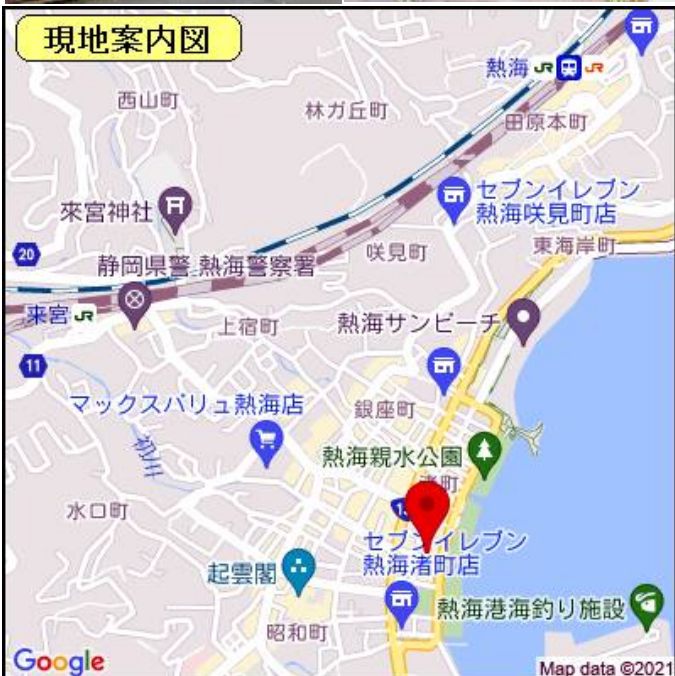 現地案内図
熱海 JR JR
西山町
林ガ丘町
田原本町
來宮神社
セブンイレブン
熱海咲見町店
20
静岡県警 熱海警察署
咲見町
東海岸町
来宮 JR
上宿町
熱海サンビーチ
11
マックスバリュ熱海店
銀座町
初川
熱海親水公園
水口町
セブンイレブン
熱海渚町店
起雲閣
昭和町
熱海港海釣り施設
Google
Map data ©2021